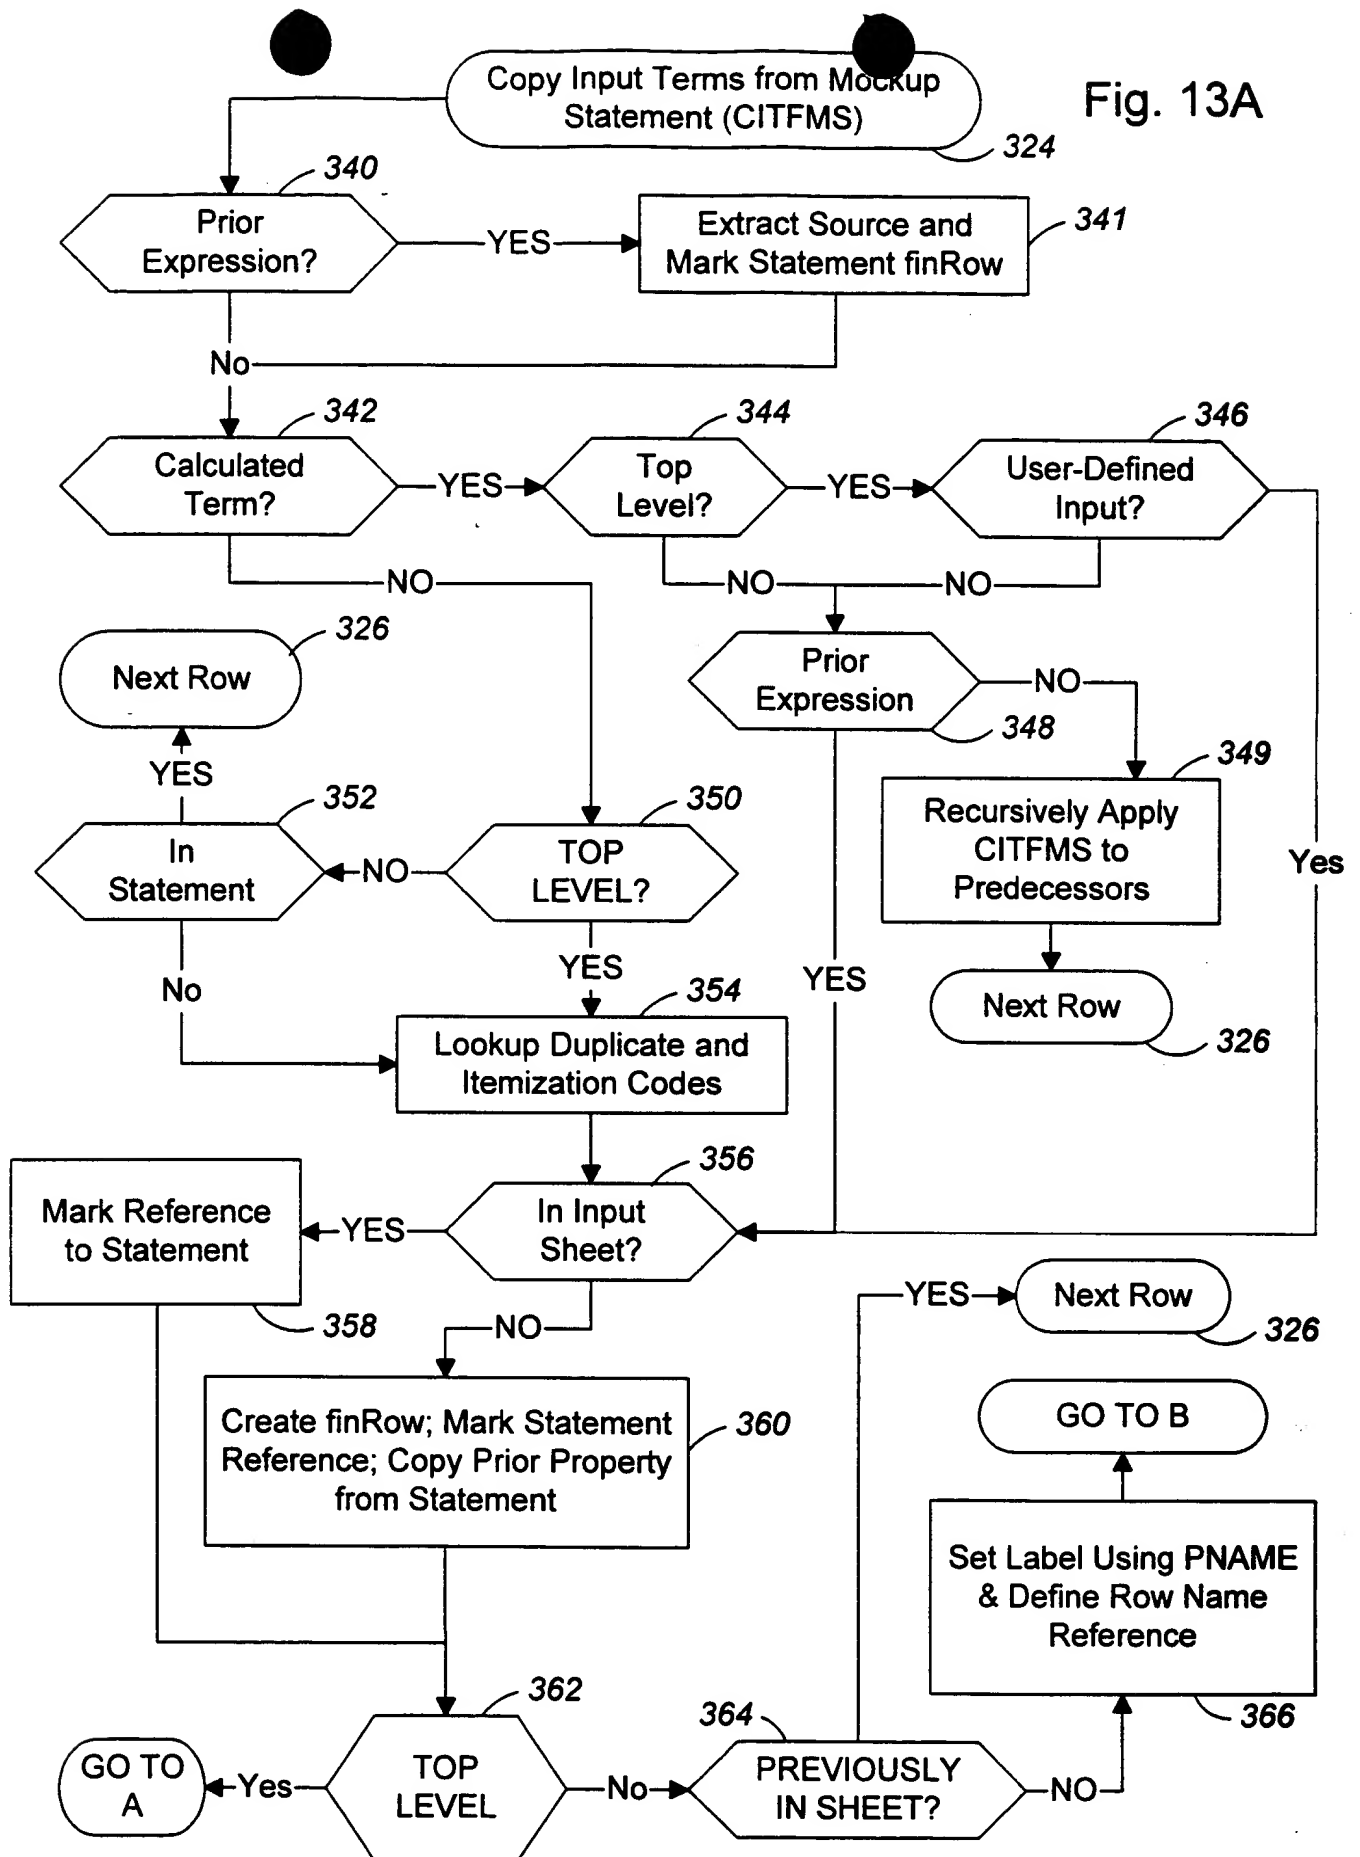 Copy Input Terms from Mockup
Statement (CITFMS)
Fig. 13A
324
340
Prior
Expression?
YES
Extract Source and
Mark Statement finRow
341
No
342
Calculated
Term?
YES
344
Top
Level?
YES
346
User-Defined
Input?
NO
NO
NO
326
Next Row
Prior
Expression
NO
348
YES
349
352
In
Statement
NO
350
TOP
LEVEL?
Recursively Apply
CITFMS to
Predecessors
Yes
No
YES
YES
354
Lookup Duplicate and
Itemization Codes
Next Row
326
356
In Input
Sheet?
YES
Mark Reference
to Statement
358
NO
YES
Next Row
326
Create finRow; Mark Statement
Reference; Copy Prior Property
from Statement
360
GO TO B
Set Label Using PNAME
& Define Row Name
Reference
366
362
TOP
LEVEL
Yes
GO TO
A
No
364
PREVIOUSLY
IN SHEET?
NO